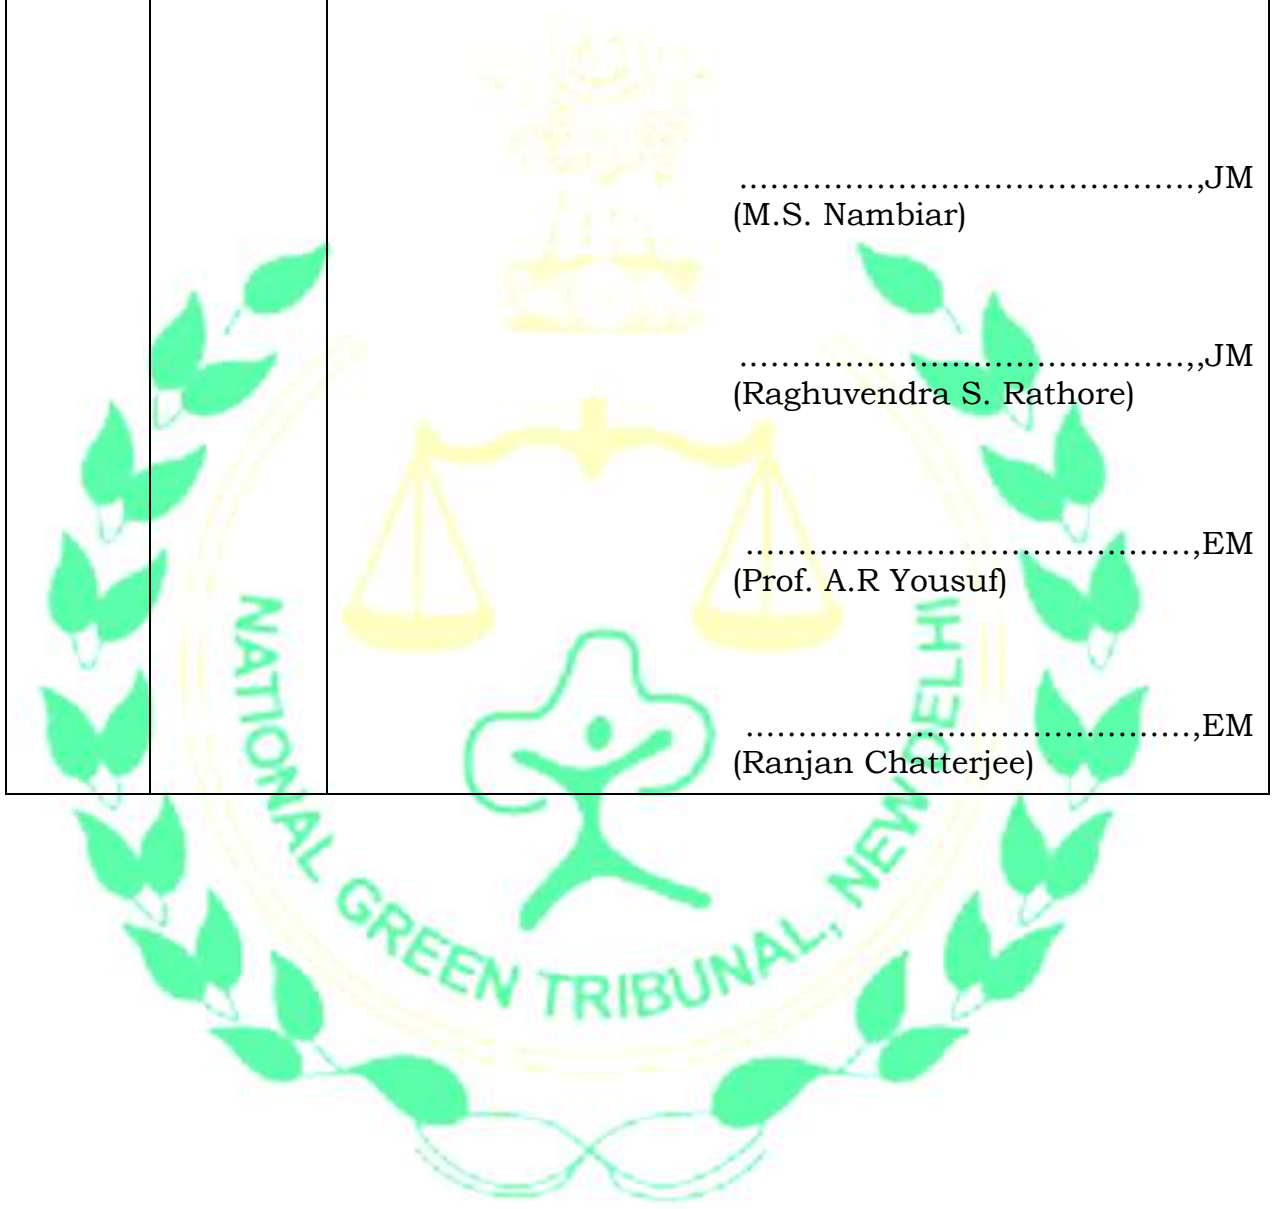 ..........................................,JM
(M.S. Nambiar)
.........................................,,JM
(Raghuvendra S. Rathore)
.........................................,EM
(Prof. A.R Yousuf)
.........................................,EM
(Ranjan Chatterjee)
NATIONAL GREEN TRIBUNAL, NEW DELHI